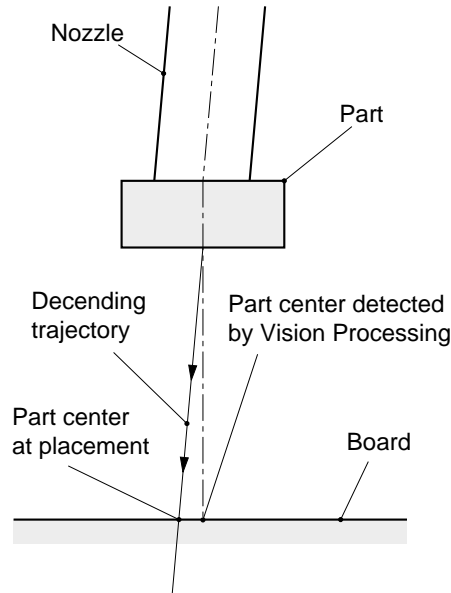 Nozzle
Part
Decending
trajectory
Part center detected
by Vision Processing
Part center
at placement
Board